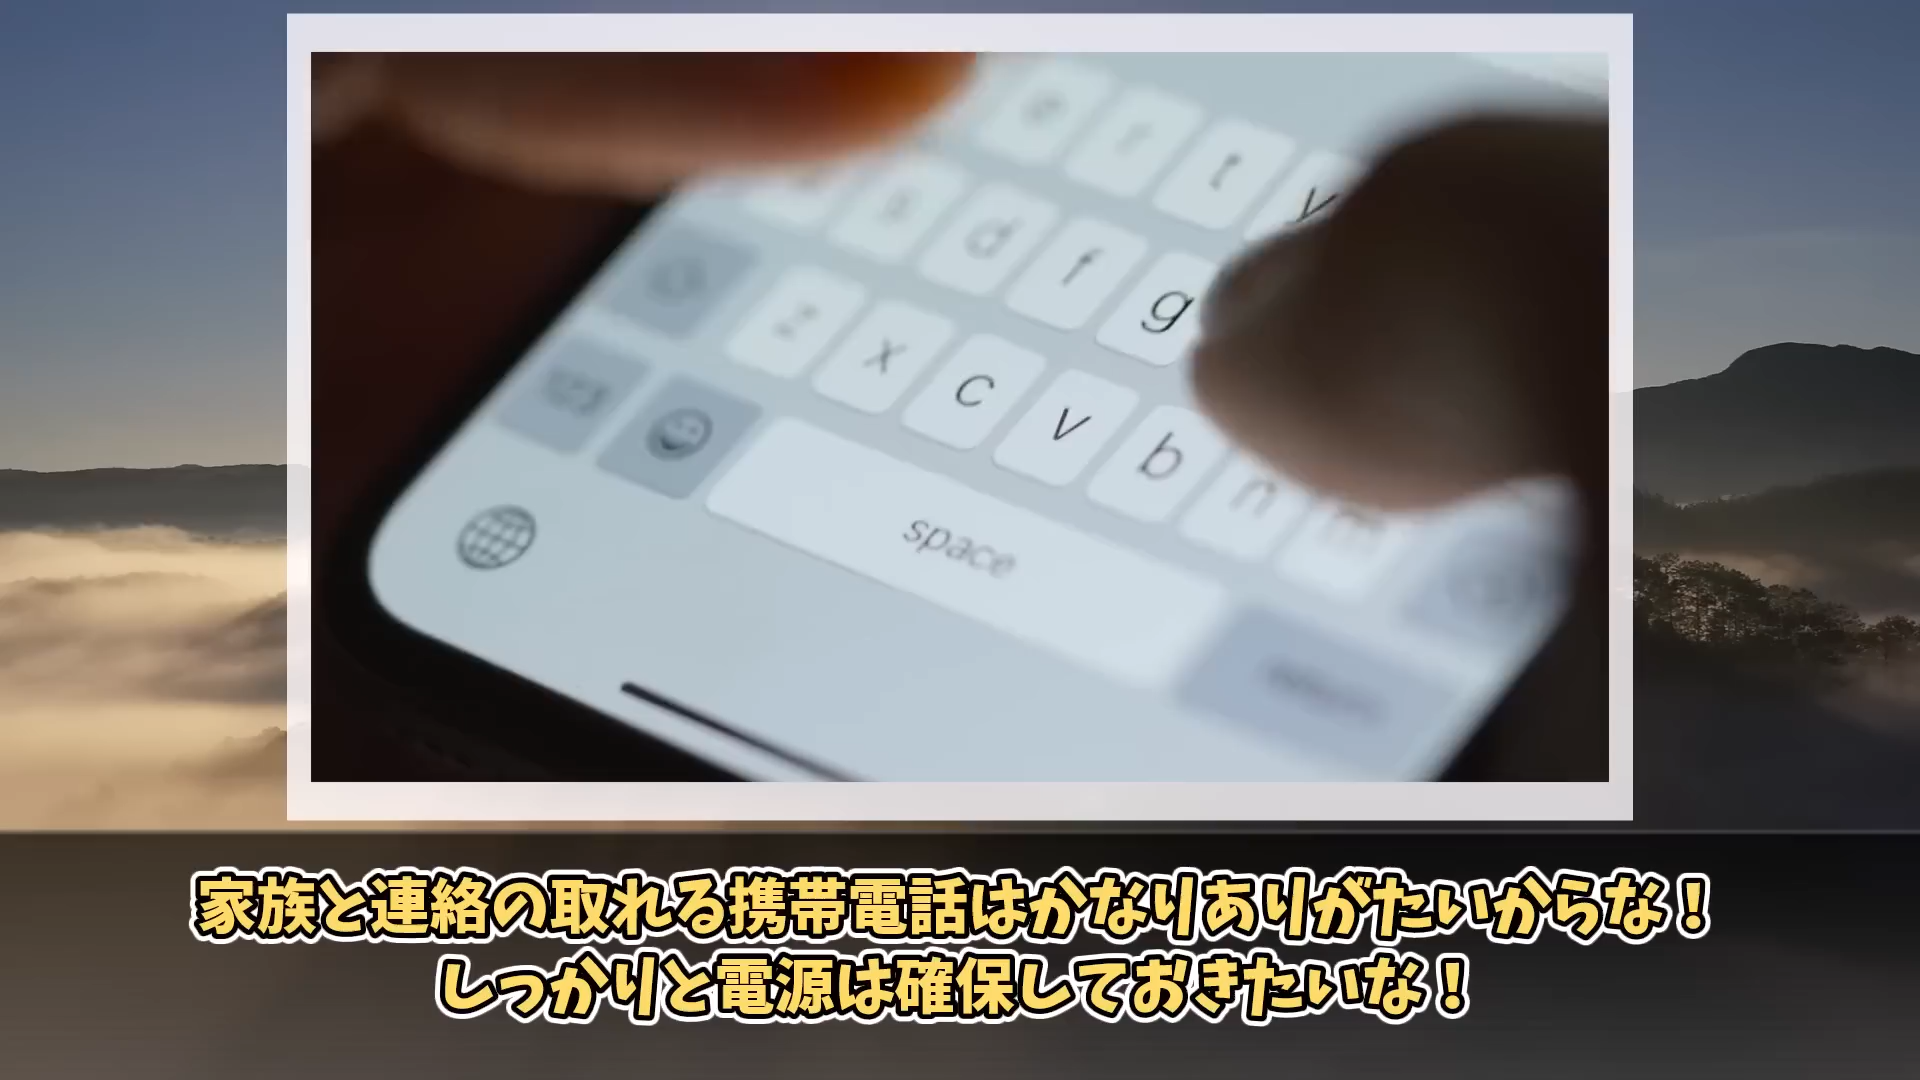 e r t y
s d f g
z x c v b n m
123
space
家族と連絡の取れる携帯電話はかなりありがたいからな！
しっかりと電源は確保しておきたいな！